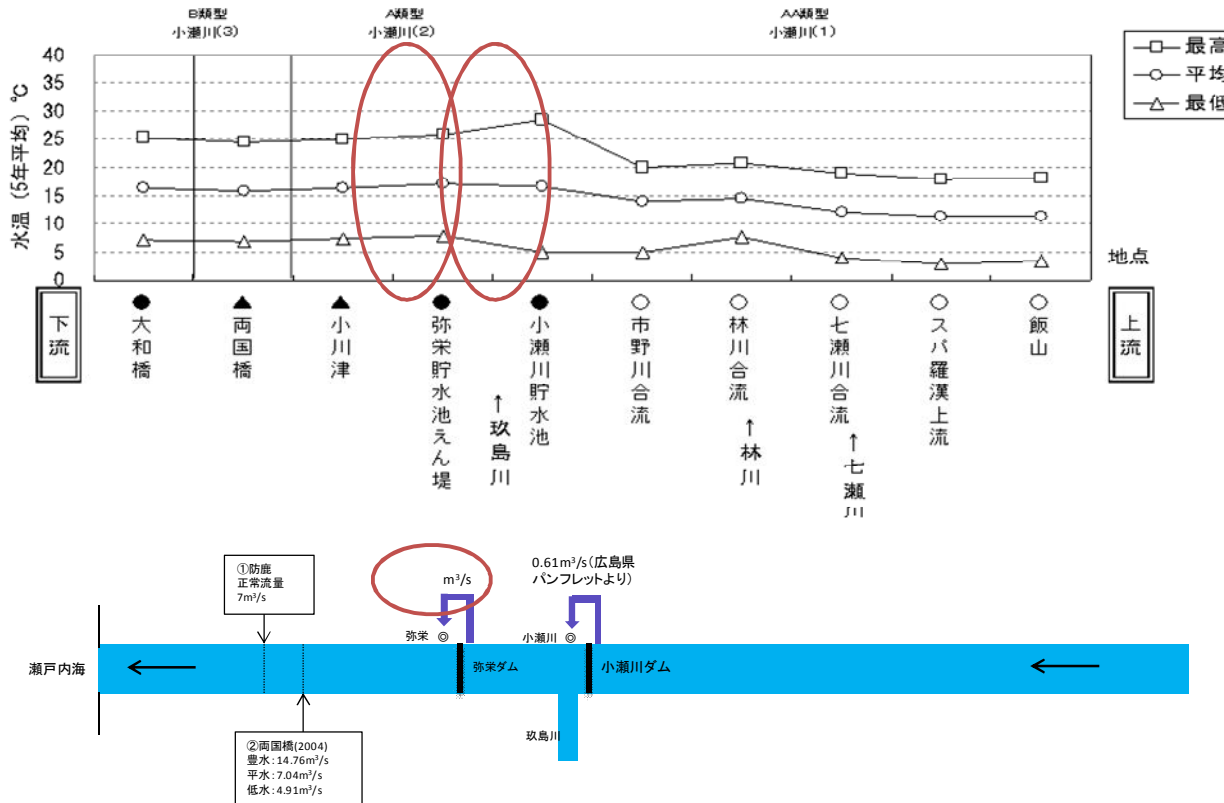 B類型
小瀬川(3)
A類型
小瀬川(2)
AA類型
小瀬川(1)
水温(5年平均)℃
40
35
30
25
20
15
10
5
0
最高
平均
最低
地点
下流
大和橋
両国橋
小川津
弥栄貯水池えん堤
↑玖島川
小瀬川貯水池
市野川合流
林川合流
↑林川
七瀬川合流
↑七瀬川
スパ羅漢上流
飯山
上流
①防鹿
正常流量
7m³/s
m³/s
0.61m³/s(広島県
パンフレットより)
弥栄 ◎
小瀬川 ◎
瀬戸内海
弥栄ダム
小瀬川ダム
玖島川
②両国橋(2004)
豊水:14.76m³/s
平水:7.04m³/s
低水:4.91m³/s